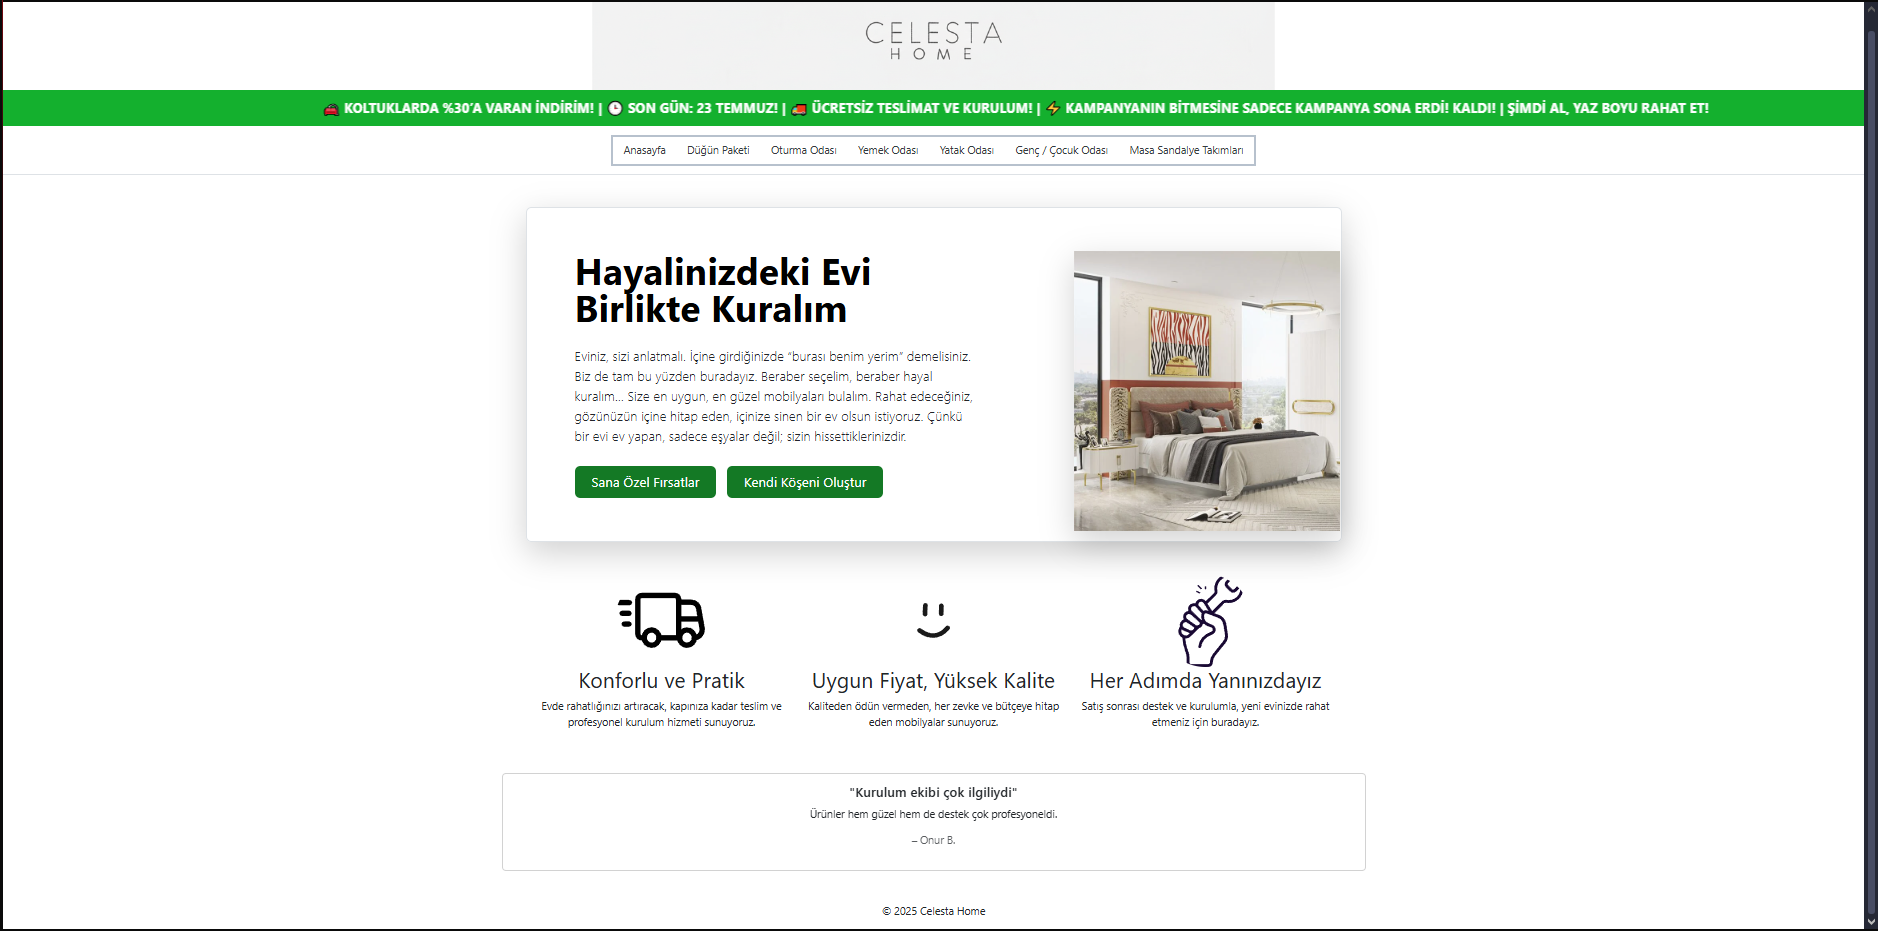 CELESTA
HOME
KOLTUKLARDA %30'A VARAN İNDİRİM! | SON GÜN: 23 TEMMUZ! | ÜCRETSİZ TESLİMAT VE KURULUM! | KAMPANYANIN BİTMESİNE SADECE KAMPANYA SONA ERDİ! KALDI! | ŞİMDİ AL, YAZ BOYU RAHAT ET!
Anasayfa Düğün Paketi Oturma Odası Yemek Odası Yatak Odası Genç / Çocuk Odası Masa Sandalye Takımları
Hayalinizdeki Evi
Birlikte Kuralım
Eviniz, sizi anlatmalı. İçine girdiğinizde “burası benim yerim” demelisiniz.
Biz de tam bu yüzden buradayız. Beraber seçelim, beraber hayal
kuralım... Size en uygun, en güzel mobilyaları bulalım. Rahat edeceğiniz,
gözünüzün içine hitap eden, içinize sinen bir ev olsun istiyoruz. Çünkü
bir evi ev yapan, sadece eşyalar değil; sizin hissettiklerinizdir.
Sana Özel Fırsatlar Kendi Köşeni Oluştur
Konforlu ve Pratik
Evde rahatlığınızı artıracak, kapınıza kadar teslim ve
profesyonel kurulum hizmeti sunuyoruz.
Uygun Fiyat, Yüksek Kalite
Kaliteden ödün vermeden, her zevke ve bütçeye hitap
eden mobilyalar sunuyoruz.
Her Adımda Yanınızdayız
Satış sonrası destek ve kurulumla, yeni evinizde rahat
etmeniz için buradayız.
"Kurulum ekibi çok ilgiliydi"
Ürünler hem güzel hem de destek çok profesyoneldi.
– Onur B.
© 2025 Celesta Home